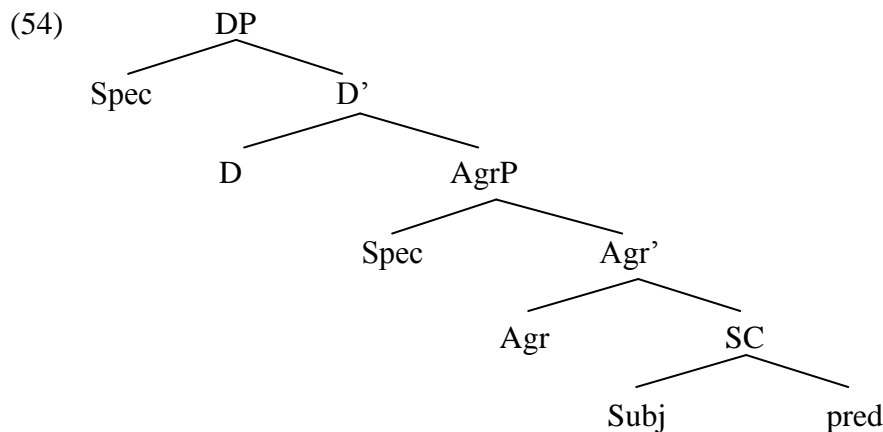 (54) DP
Spec D’
D AgrP
Spec Agr’
Agr SC
Subj pred